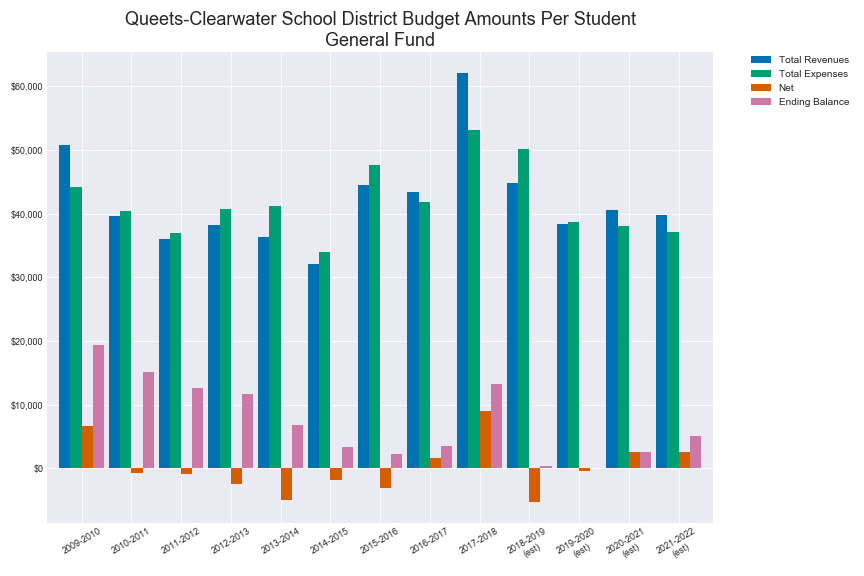 Queets-Clearwater School District Budget Amounts Per Student
General Fund
Total Revenues
Total Expenses
Net
Ending Balance
$60,000
$50,000
$40,000
$30,000
$20,000
$10,000
$0
2009-2010
2010-2011
2011-2012
2012-2013
2013-2014
2014-2015
2015-2016
2016-2017
2017-2018
2018-2019
(est)
2019-2020
(est)
2020-2021
(est)
2021-2022
(est)